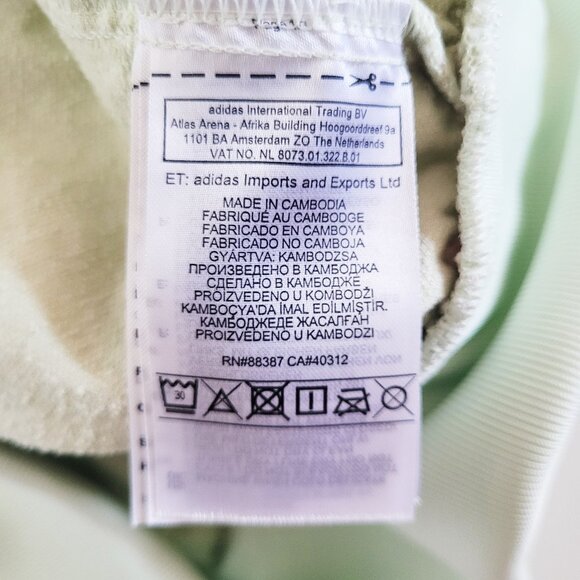 adidas International Trading BV
Atlas Arena - Afrika Building Hoogoorddreef 9a
1101 BA Amsterdam ZO The Netherlands
VAT NO. NL 8073.01.322.B.01
ET: adidas Imports and Exports Ltd
MADE IN CAMBODIA
FABRIQUÉ AU CAMBODGE
FABRICADO EN CAMBOYA
FABRICADO NO CAMBOJA
GYÁRTVA: KAMBODZSA
ПРОИЗВЕДЕНО В КАМБОДЖА
СДЕЛАНО В КАМБОДЖЕ
PROIZVEDENO U KOMBODŽI
KAMBOÇYA'DA İMAL EDİLMİŞTİR.
КАМБОДЖЕДЕ ЖАСАЛҒАН
PROIZVEDENO U KAMBODZI
RN#88387 CA#40312
30